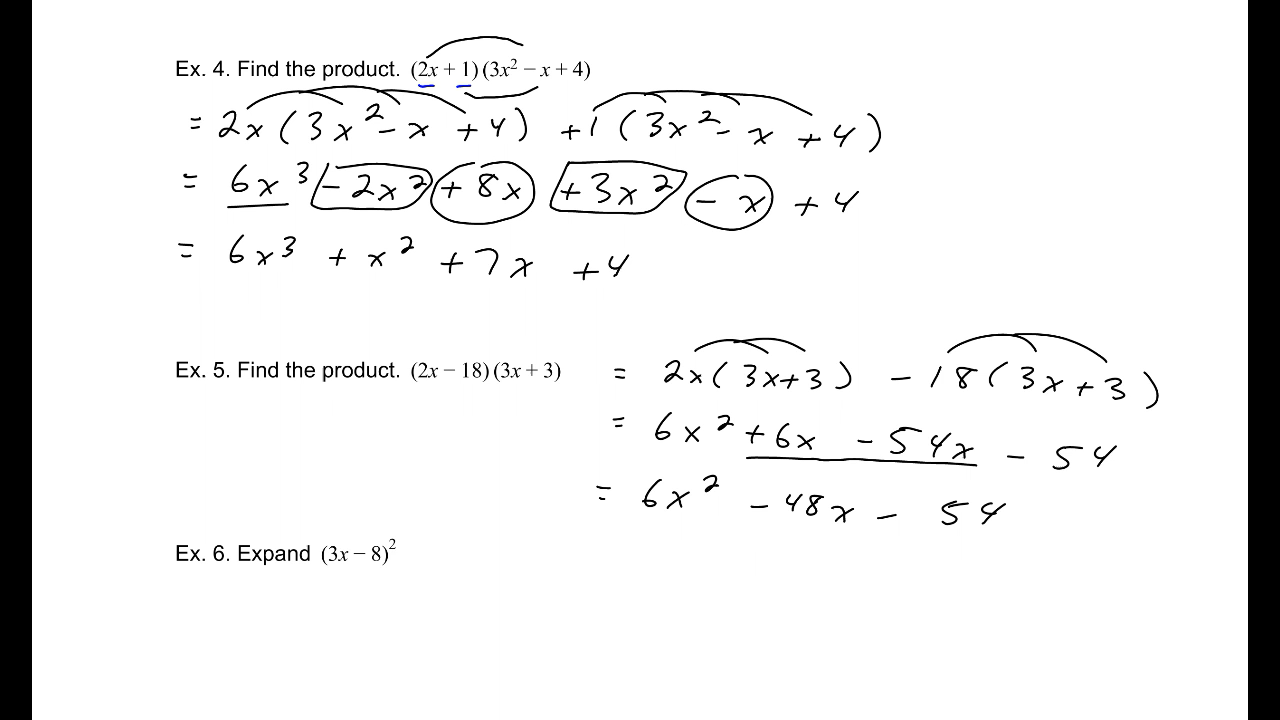 Ex. 4. Find the product. (2x + 1)(3x² − x + 4)
= 2x(3x² − x + 4) + 1(3x² − x + 4)
= 6x³ − 2x² + 8x + 3x² − x + 4
= 6x³ + x² + 7x + 4
Ex. 5. Find the product. (2x − 18)(3x + 3) = 2x(3x+3) − 18(3x+3)
= 6x² + 6x − 54x − 54
= 6x² − 48x − 54
Ex. 6. Expand (3x − 8)²